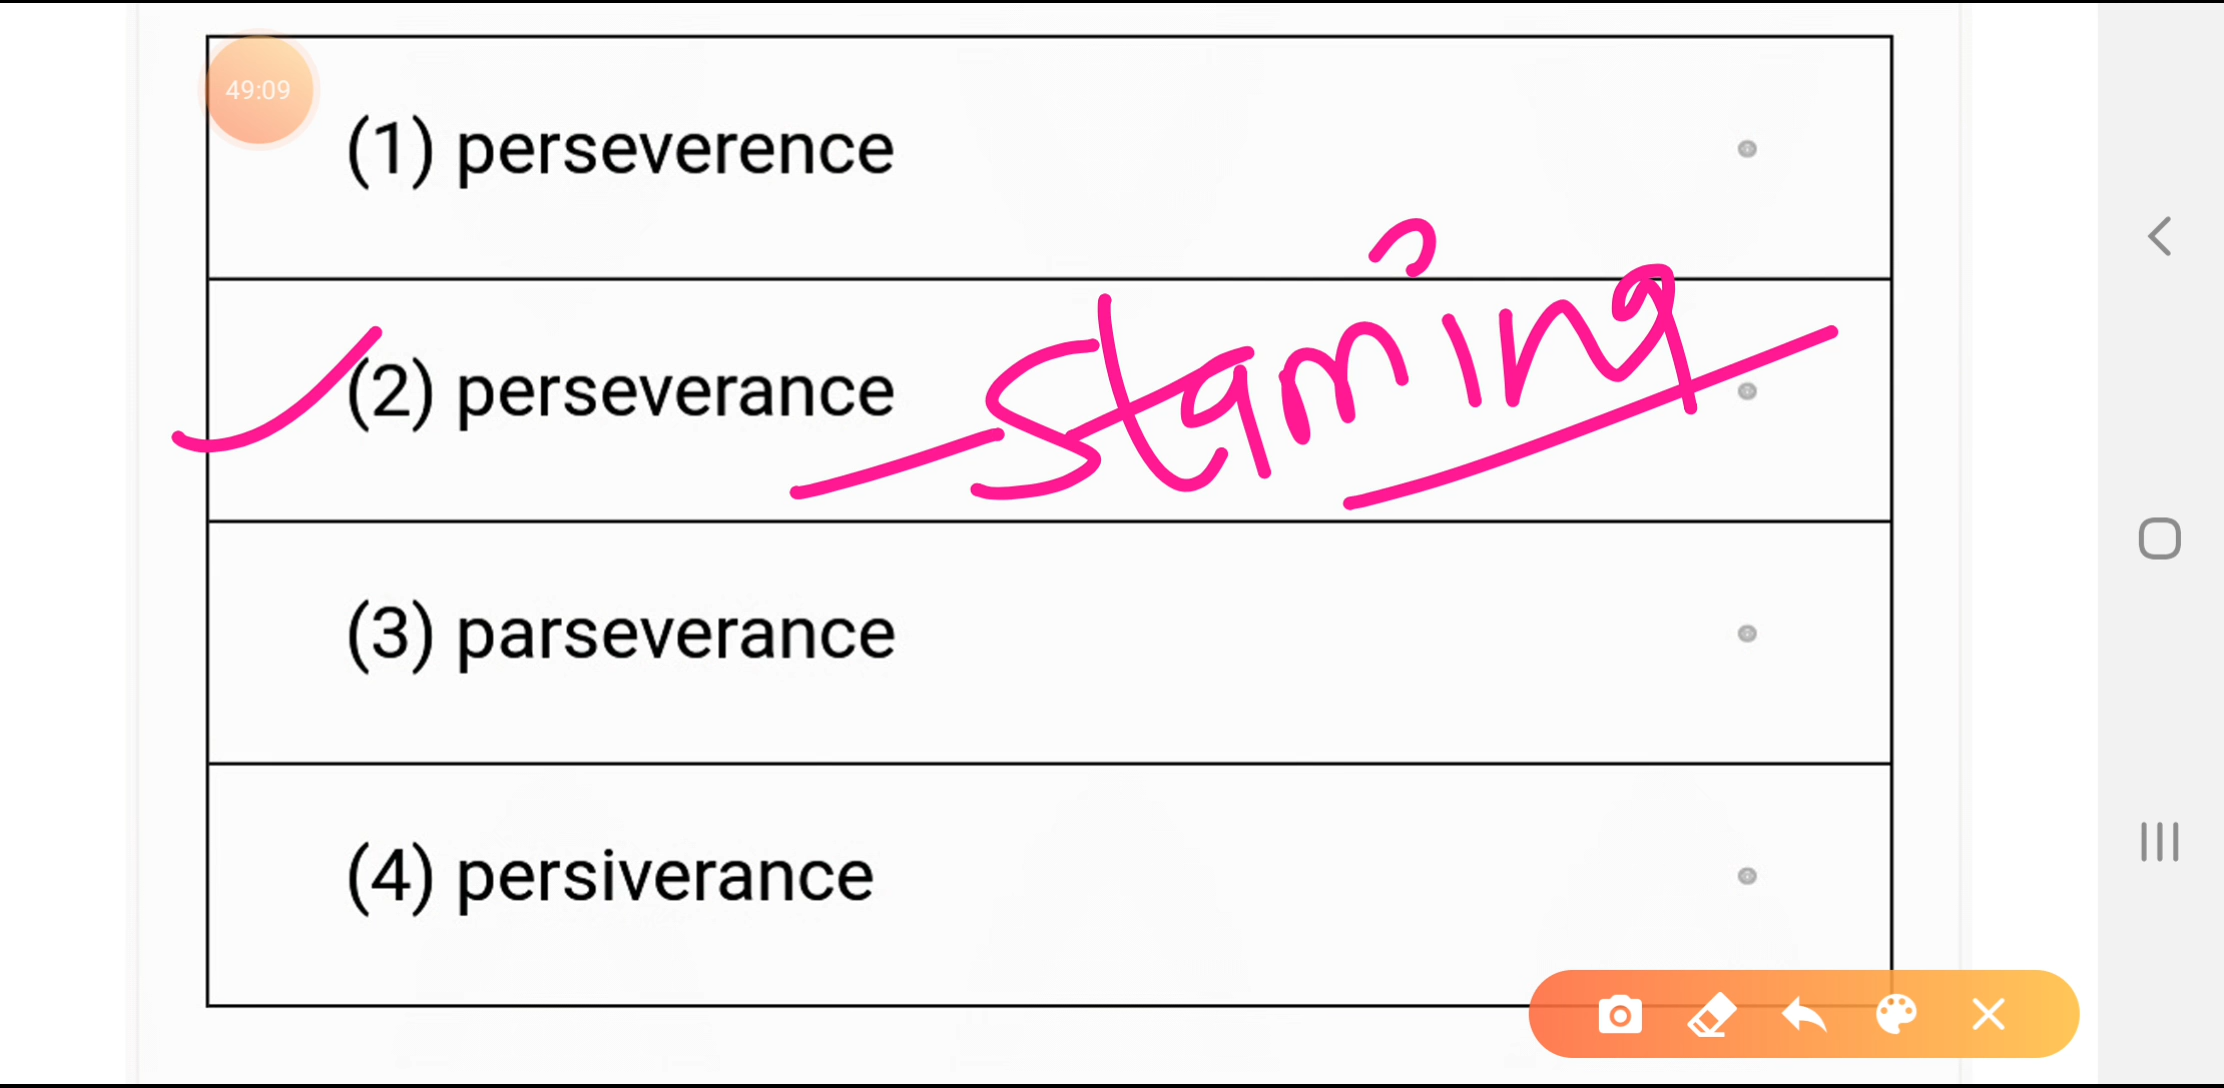 49:09
(1) perseverence
(2) perseverance stamina
(3) parseverance
(4) persiverance